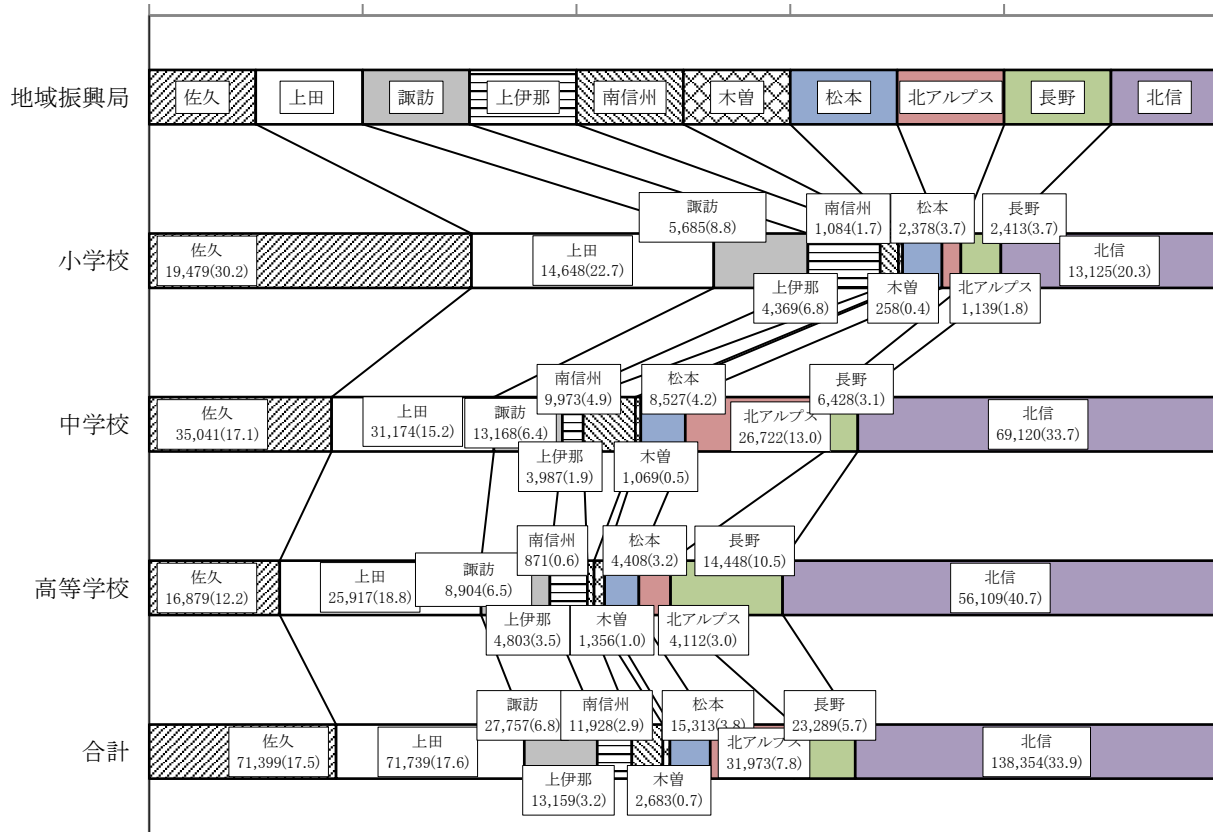 地域振興局
佐久
上田
諏訪
上伊那
南信州
木曽
松本
北アルプス
長野
北信
小学校
佐久
19,479(30.2)
上田
14,648(22.7)
諏訪
5,685(8.8)
上伊那
4,369(6.8)
南信州
1,084(1.7)
木曽
258(0.4)
松本
2,378(3.7)
北アルプス
1,139(1.8)
長野
2,413(3.7)
北信
13,125(20.3)
中学校
佐久
35,041(17.1)
上田
31,174(15.2)
諏訪
13,168(6.4)
上伊那
3,987(1.9)
南信州
9,973(4.9)
木曽
1,069(0.5)
松本
8,527(4.2)
北アルプス
26,722(13.0)
長野
6,428(3.1)
北信
69,120(33.7)
高等学校
佐久
16,879(12.2)
上田
25,917(18.8)
諏訪
8,904(6.5)
上伊那
4,803(3.5)
南信州
871(0.6)
木曽
1,356(1.0)
松本
4,408(3.2)
北アルプス
4,112(3.0)
長野
14,448(10.5)
北信
56,109(40.7)
合計
佐久
71,399(17.5)
上田
71,739(17.6)
諏訪
27,757(6.8)
上伊那
13,159(3.2)
南信州
11,928(2.9)
木曽
2,683(0.7)
松本
15,313(3.8)
北アルプス
31,973(7.8)
長野
23,289(5.7)
北信
138,354(33.9)